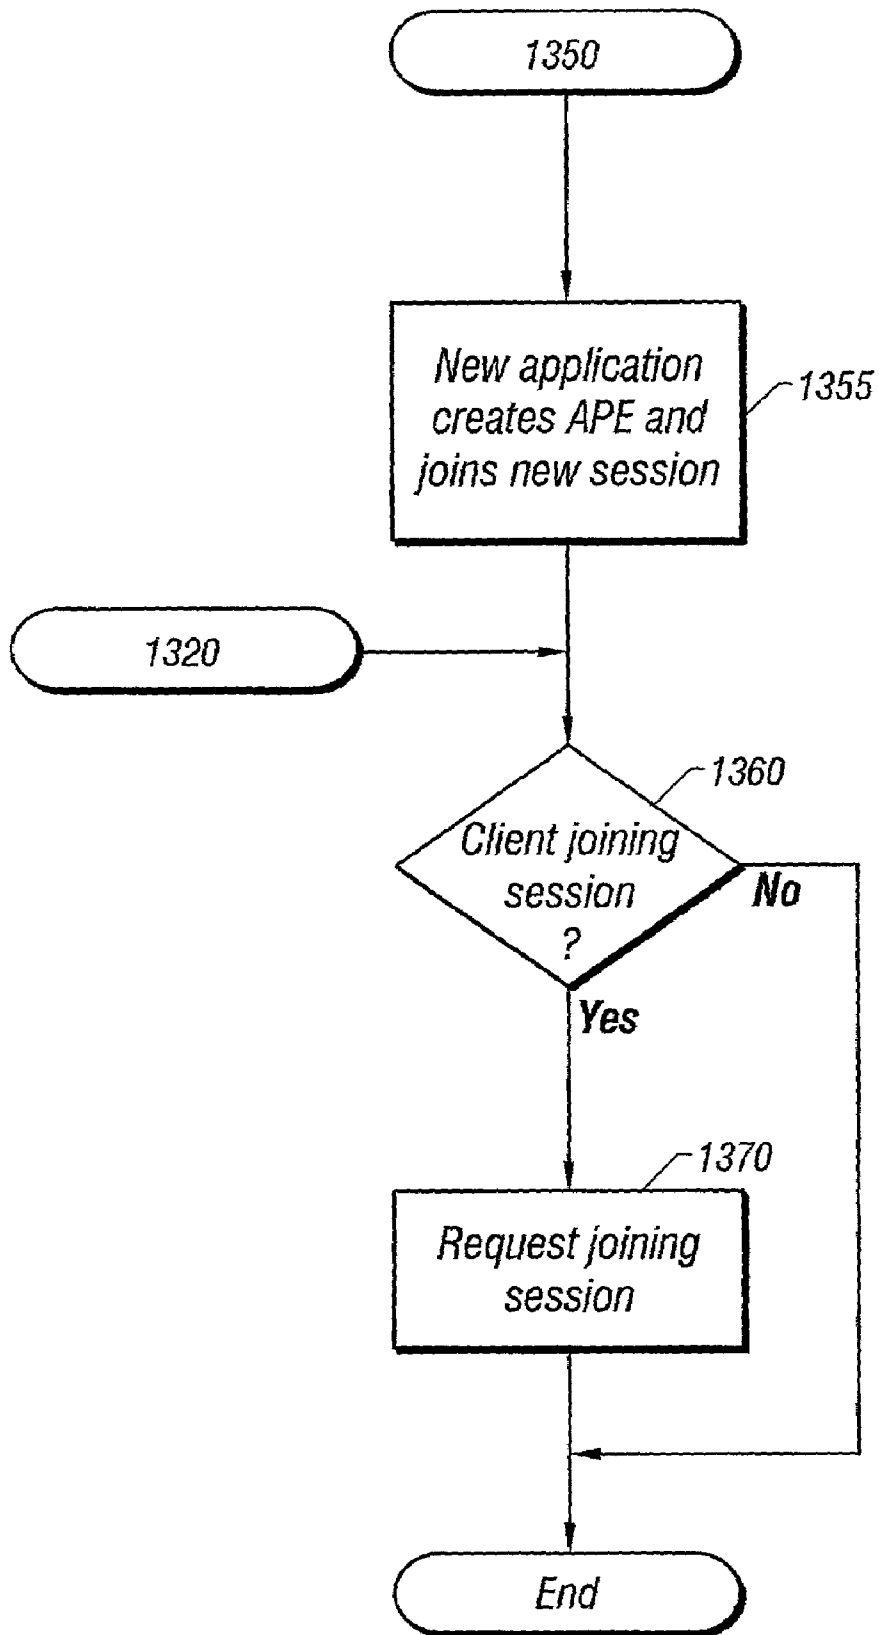 1350
New application
creates APE and
joins new session
1355
1320
1360
Client joining
session
?
No
Yes
1370
Request joining
session
End